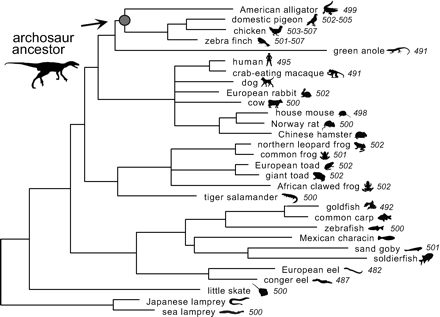 American alligator 499
domestic pigeon 502-505
chicken 503-507
zebra finch 501-507
archosaur
ancestor
green anole 491
human 495
crab-eating macaque 491
dog
European rabbit 502
cow 500
house mouse 498
Norway rat 500
Chinese hamster
northern leopard frog 502
common frog 501
European toad 502
giant toad 502
African clawed frog 502
tiger salamander 500
goldfish 492
common carp
zebrafish 500
Mexican characin
sand goby 501
soldierfish
European eel 482
conger eel 487
little skate 500
Japanese lamprey
sea lamprey 500